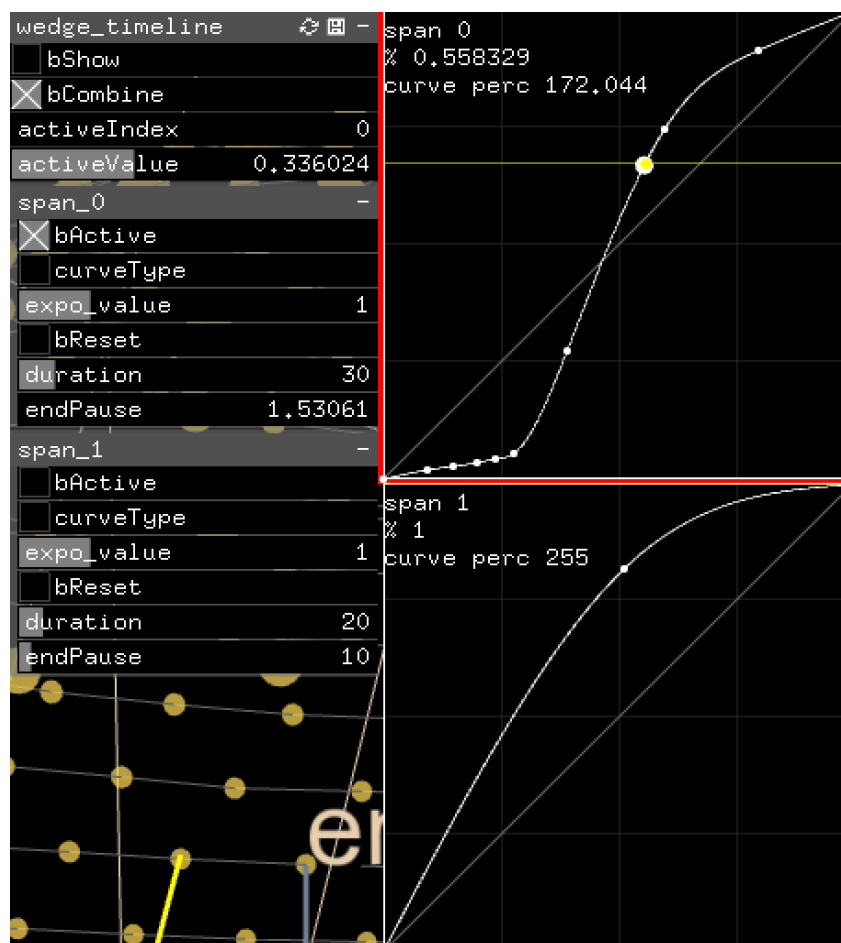 wedge_timeline
bShow
bCombine
activeIndex 0
activeValue 0.336024
span_0
bActive
curveType
expo_value 1
bReset
duration 30
endPause 1.53061
span_1
bActive
curveType
expo_value 1
bReset
duration 20
endPause 10
er
span 0
% 0.558329
curve perc 172.044
span 1
% 1
curve perc 255